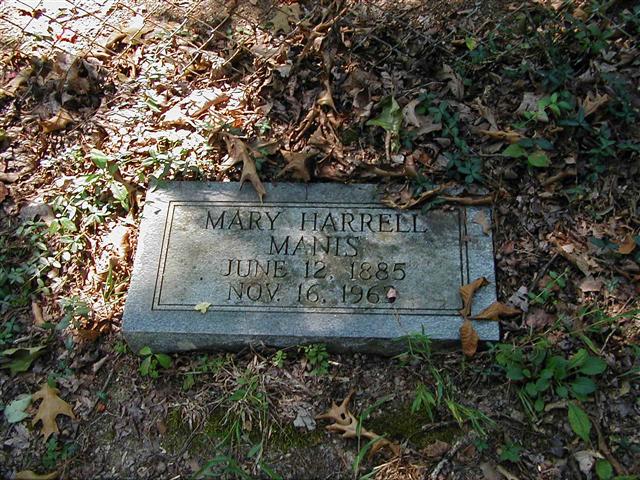 MARY HARRELL
MANIS
JUNE 12, 1885
NOV. 16,